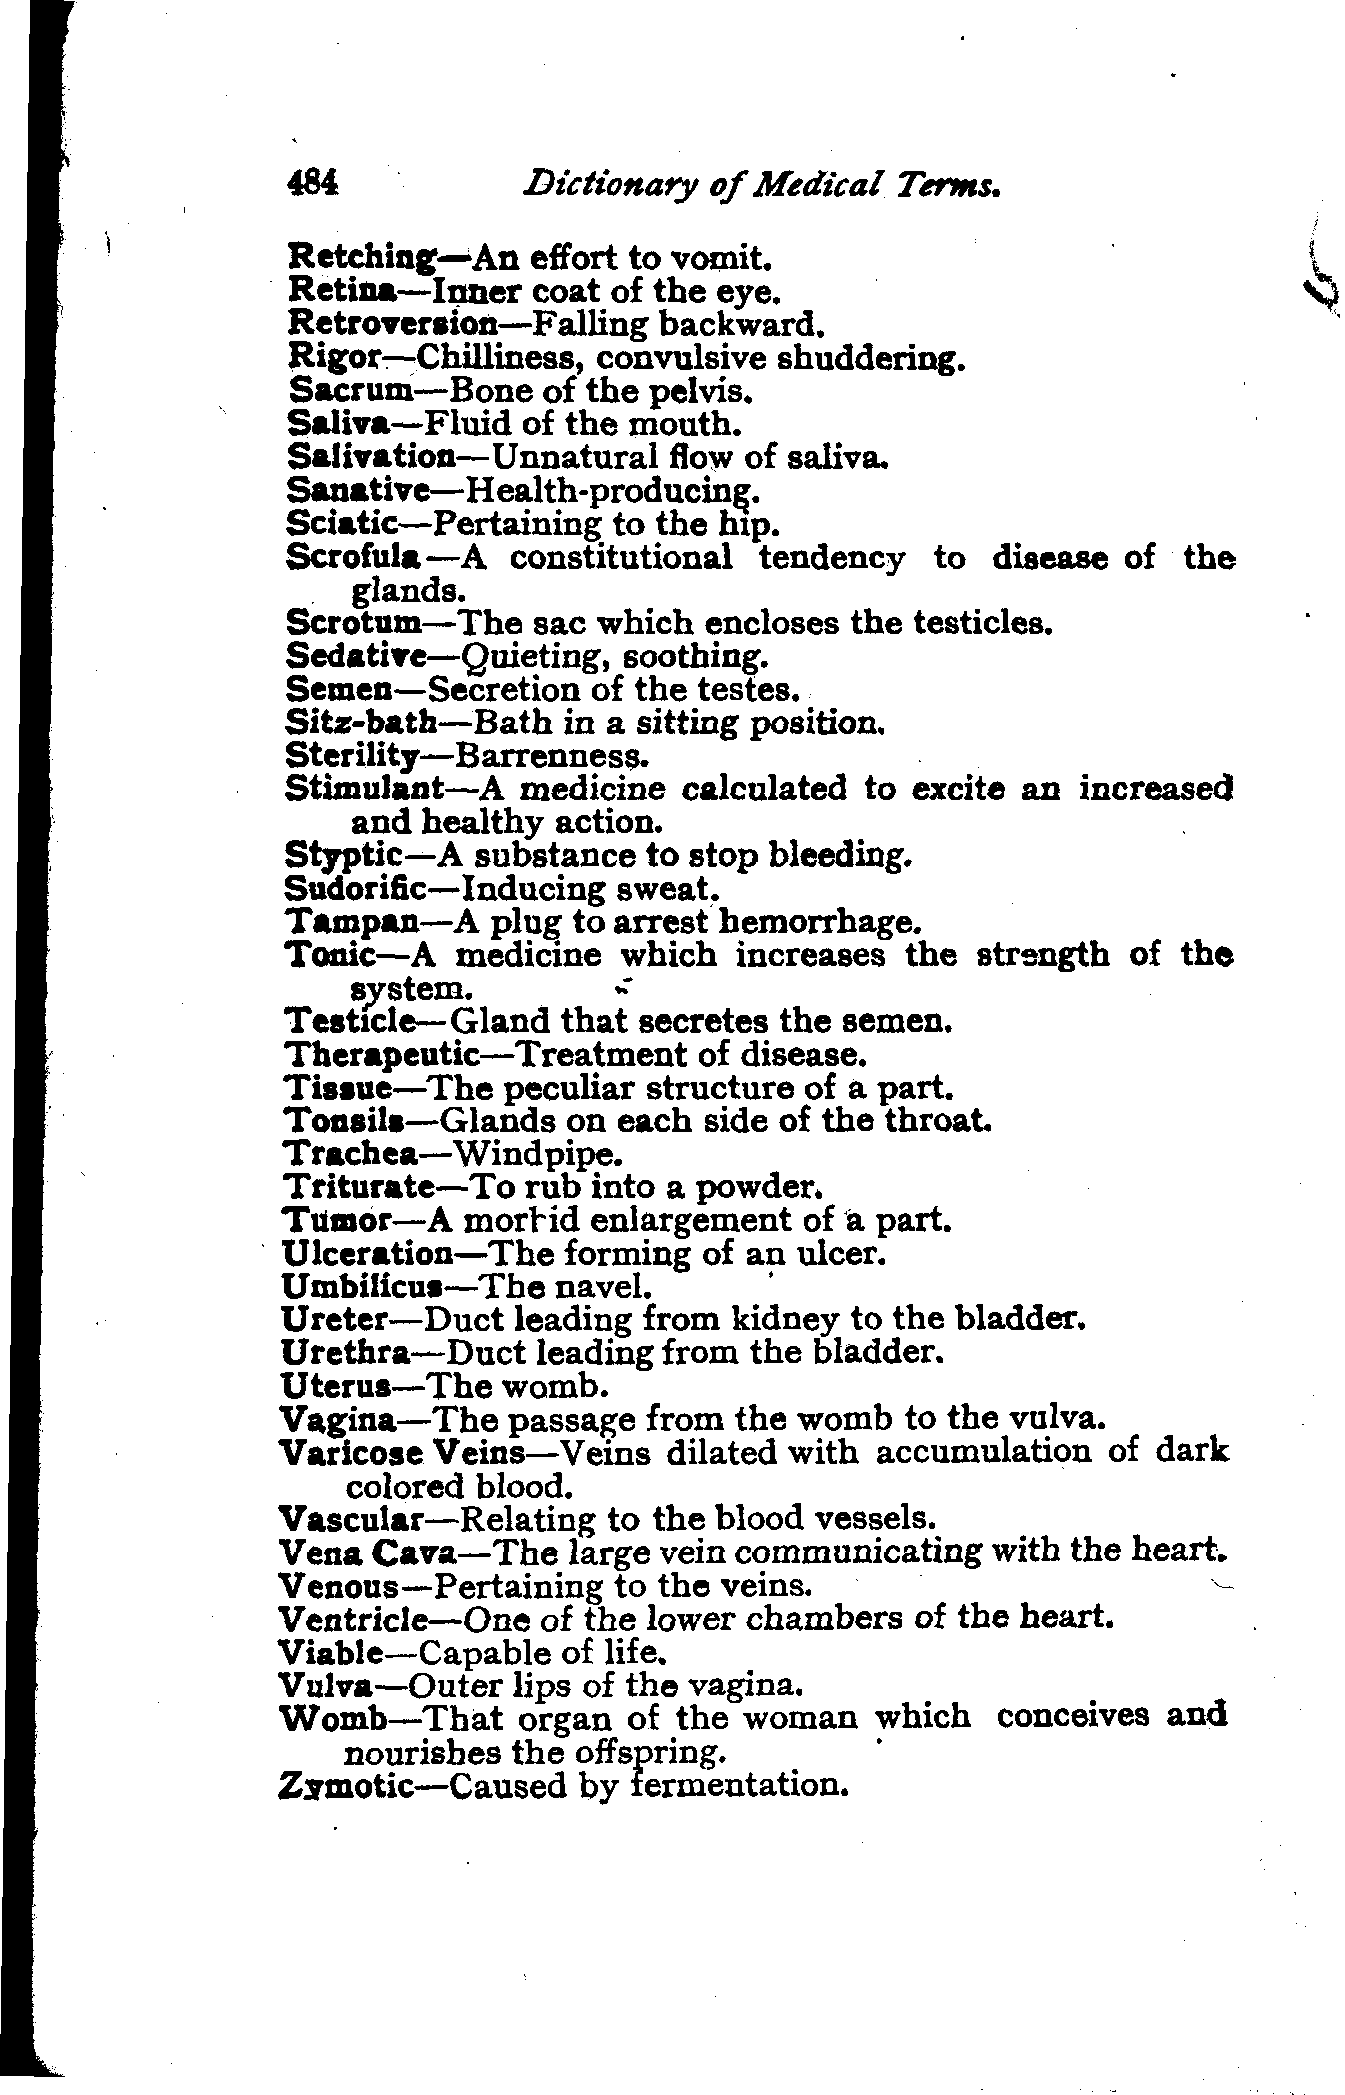 484 Dictionary of Medical Terms.
Retching—An effort to vomit.
Retina—Inner coat of the eye.
Retroversion—Falling backward.
Rigor—Chilliness, convulsive shuddering.
Sacrum—Bone of the pelvis.
Saliva—Fluid of the mouth.
Salivation—Unnatural flow of saliva.
Sanative—Health-producing.
Sciatic—Pertaining to the hip.
Scrofula—A constitutional tendency to disease of the
glands.
Scrotum—The sac which encloses the testicles.
Sedative—Quieting, soothing.
Semen—Secretion of the testes.
Sitz-bath—Bath in a sitting position.
Sterility—Barrenness.
Stimulant—A medicine calculated to excite an increased
and healthy action.
Styptic—A substance to stop bleeding.
Sudorific—Inducing sweat.
Tampan—A plug to arrest hemorrhage.
Tonic—A medicine which increases the strength of the
system.
Testicle—Gland that secretes the semen.
Therapeutic—Treatment of disease.
Tissue—The peculiar structure of a part.
Tonsils—Glands on each side of the throat.
Trachea—Windpipe.
Triturate—To rub into a powder.
Tumor—A morbid enlargement of a part.
Ulceration—The forming of an ulcer.
Umbilicus—The navel.
Ureter—Duct leading from kidney to the bladder.
Urethra—Duct leading from the bladder.
Uterus—The womb.
Vagina—The passage from the womb to the vulva.
Varicose Veins—Veins dilated with accumulation of dark
colored blood.
Vascular—Relating to the blood vessels.
Vena Cava—The large vein communicating with the heart.
Venous—Pertaining to the veins.
Ventricle—One of the lower chambers of the heart.
Viable—Capable of life.
Vulva—Outer lips of the vagina.
Womb—That organ of the woman which conceives and
nourishes the offspring.
Zymotic—Caused by fermentation.